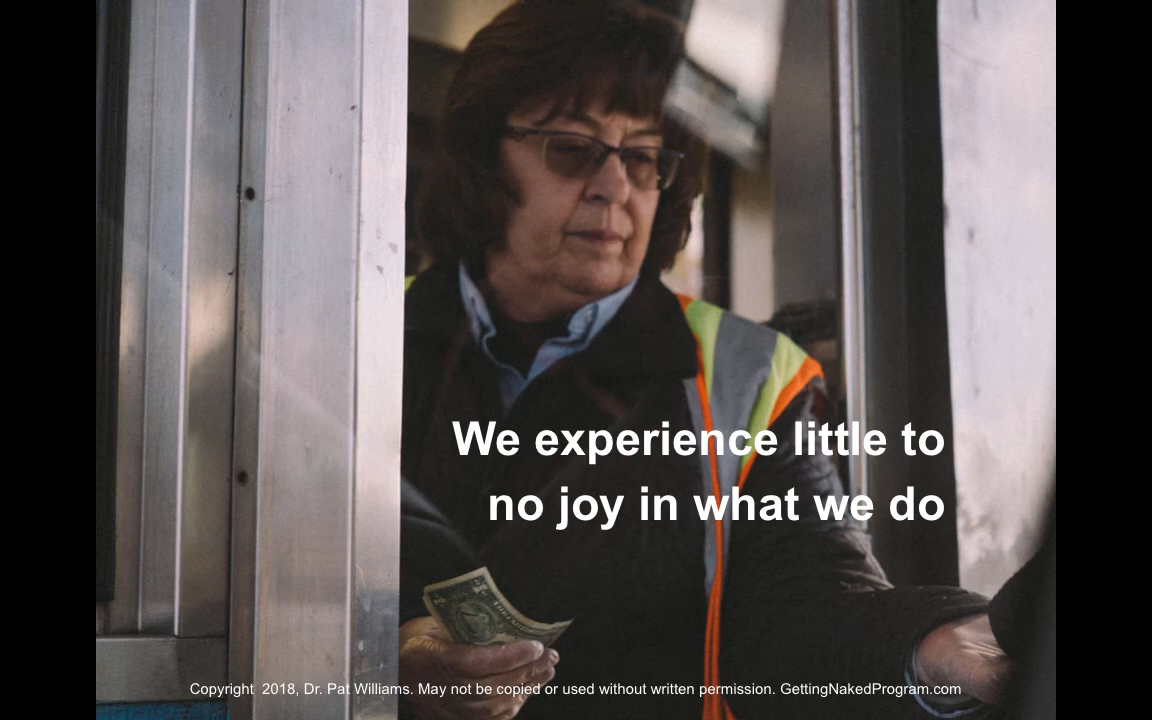 We experience little to
no joy in what we do
Copyright  2018, Dr. Pat Williams. May not be copied or used without written permission. GettingNakedProgram.com